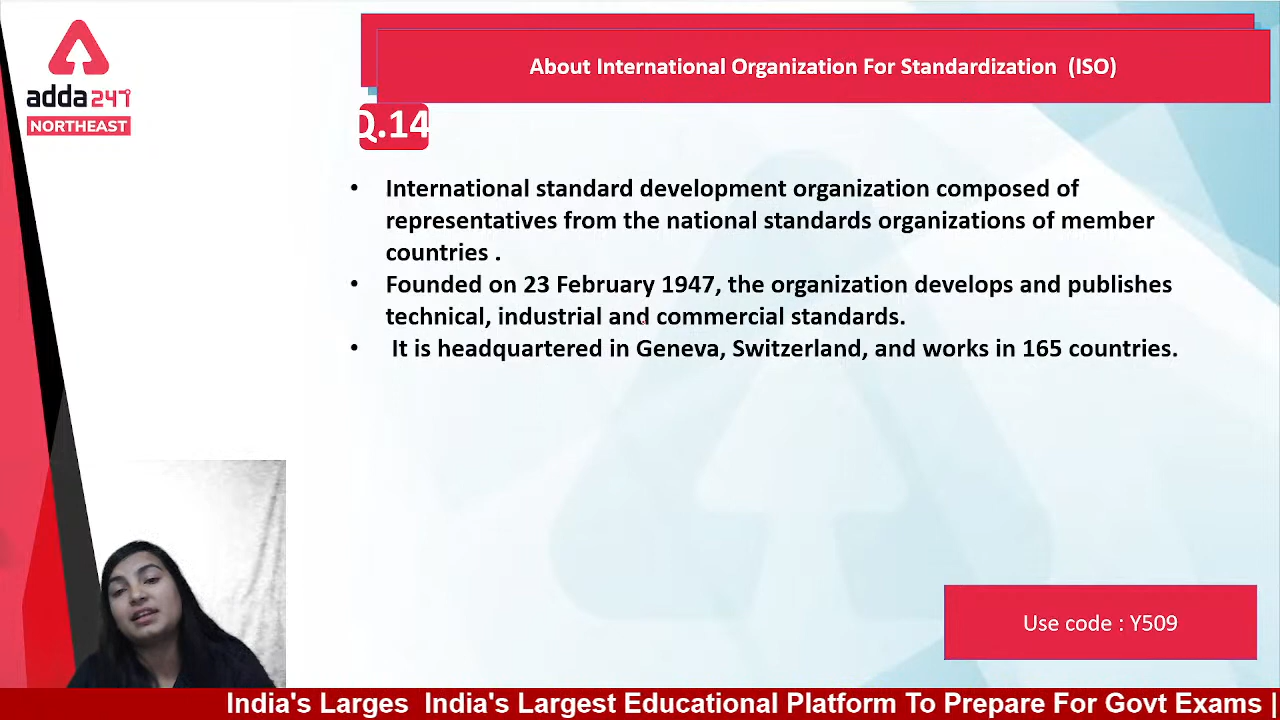 adda 247
NORTHEAST
About International Organization For Standardization (ISO)
Q.14
• International standard development organization composed of
representatives from the national standards organizations of member
countries .
• Founded on 23 February 1947, the organization develops and publishes
technical, industrial and commercial standards.
• It is headquartered in Geneva, Switzerland, and works in 165 countries.
Use code : Y509
India's Larges India's Largest Educational Platform To Prepare For Govt Exams |